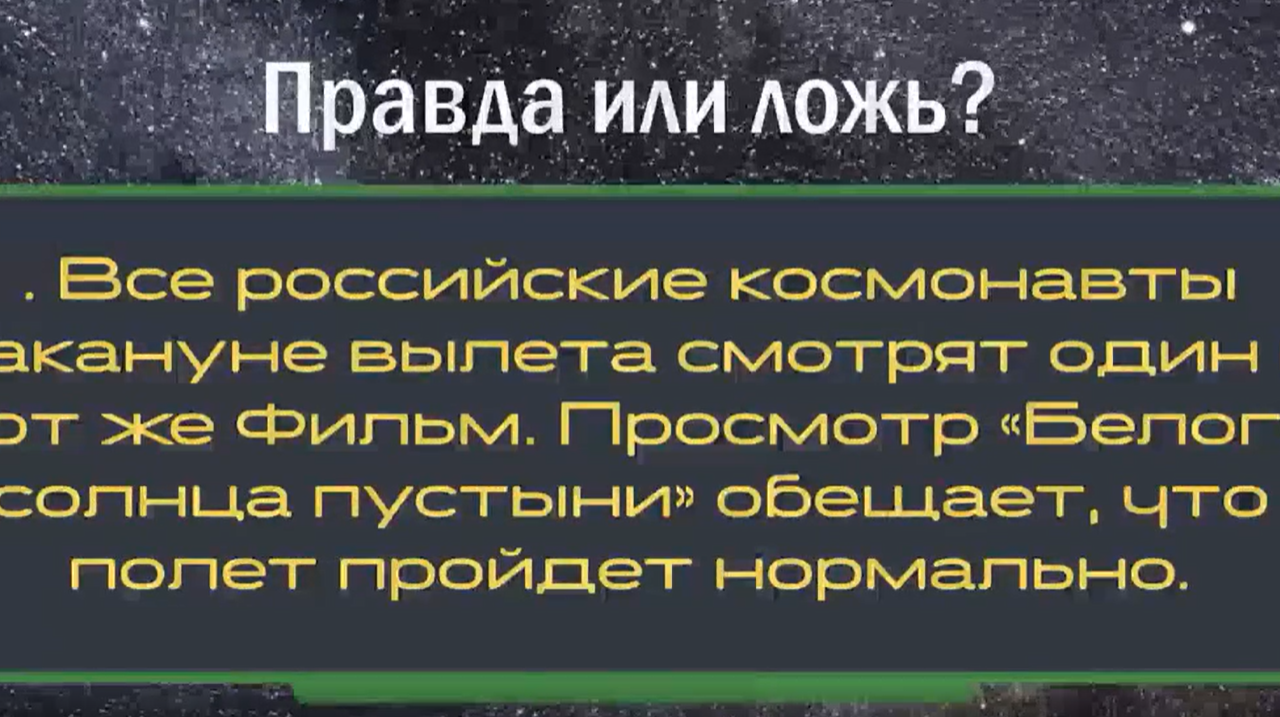 Правда или ложь?
. Все российские космонавты
акануне вылета смотрят один
от же Фильм. Просмотр «Белог
солнца пустыни» обещает, что
полет пройдет нормально.